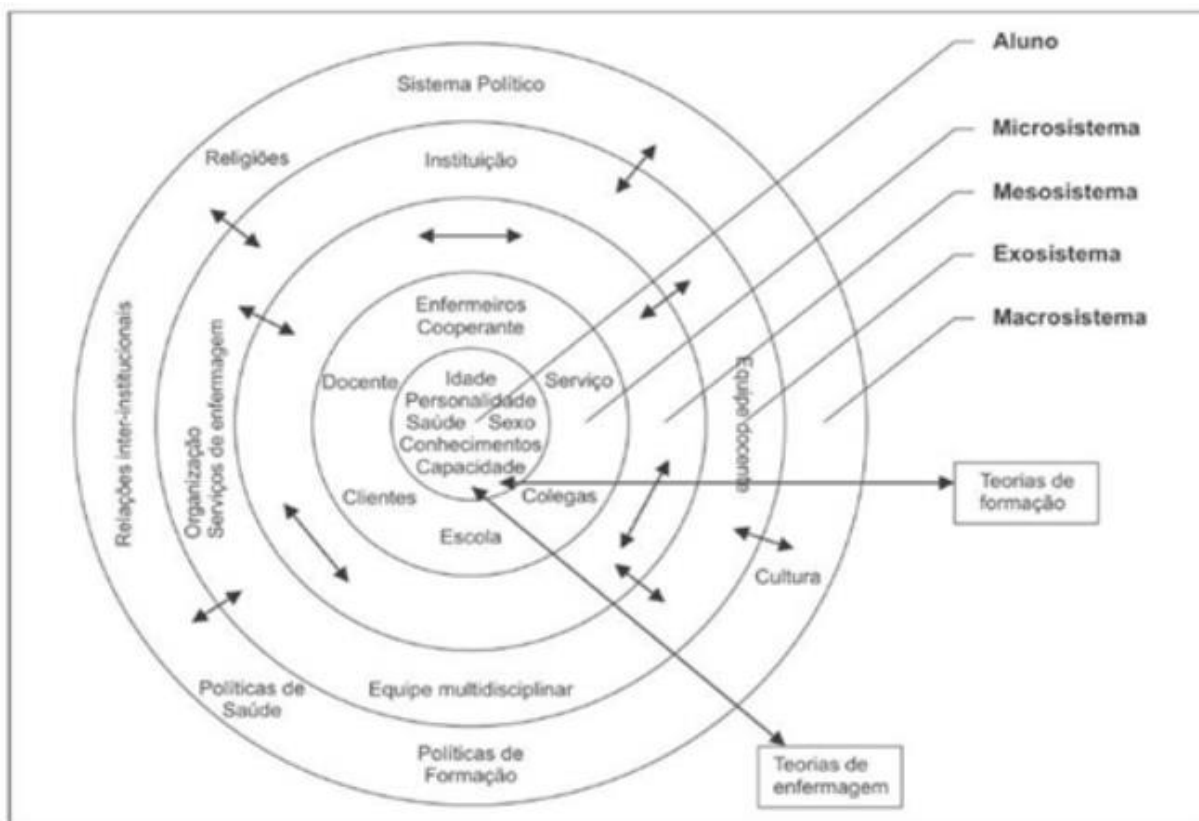 Aluno
Sistema Político
Microsistema
Religiões
Instituição
Mesosistema
Exosistema
Enfermeiros
Cooperante
Macrosistema
Docente
Idade
Serviço
Personalidade
Saúde Sexo
Conhecimentos
Capacidade
Relações inter-institucionais
Organização
Serviços de enfermagem
Equipe docente
Clientes
Colegas
Teorias de
formação
Escola
Cultura
Políticas de
Saúde
Equipe multidisciplinar
Políticas de
Formação
Teorias de
enfermagem